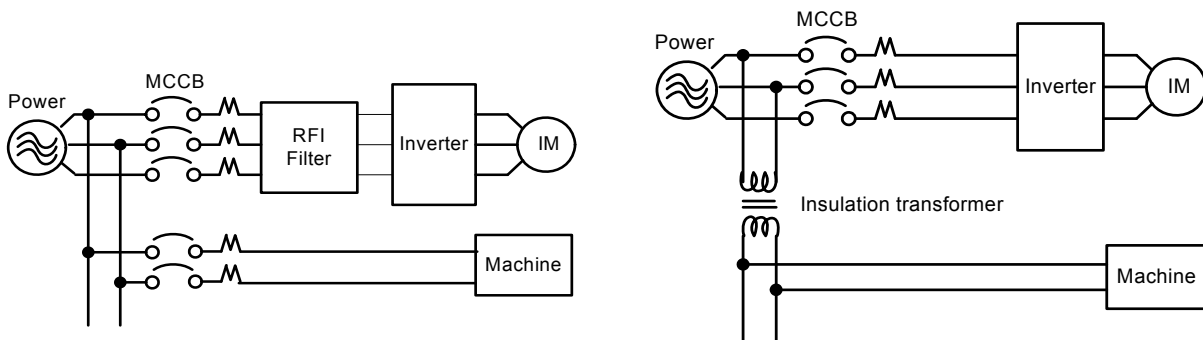 Power
MCCB
RFI
Filter
Inverter
IM
Machine
Power
MCCB
Inverter
IM
Insulation transformer
Machine